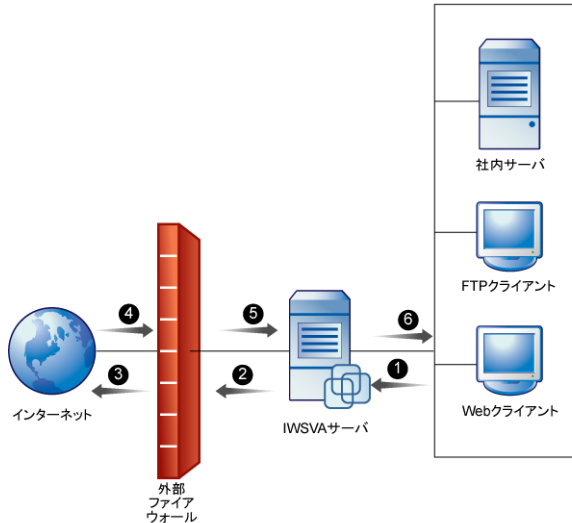 社内サーバ
FTPクライアント
4
5
6
3
2
1
インターネット
IWSVAサーバ
Webクライアント
外部
ファイア
ウォール